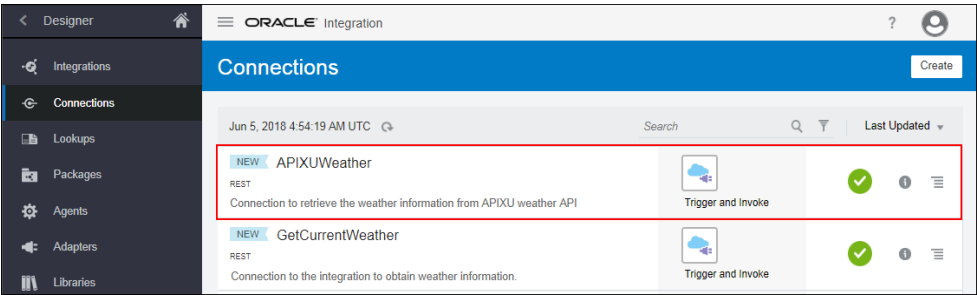 Designer
ORACLE Integration
?
Integrations
Connections
Lookups
Packages
Agents
Adapters
Libraries
Connections
Create
Jun 5, 2018 4:54:19 AM UTC
Search
Last Updated
NEW APIXUWeather
REST
Connection to retrieve the weather information from APIXU weather API
Trigger and Invoke
NEW GetCurrentWeather
REST
Connection to the integration to obtain weather information.
Trigger and Invoke